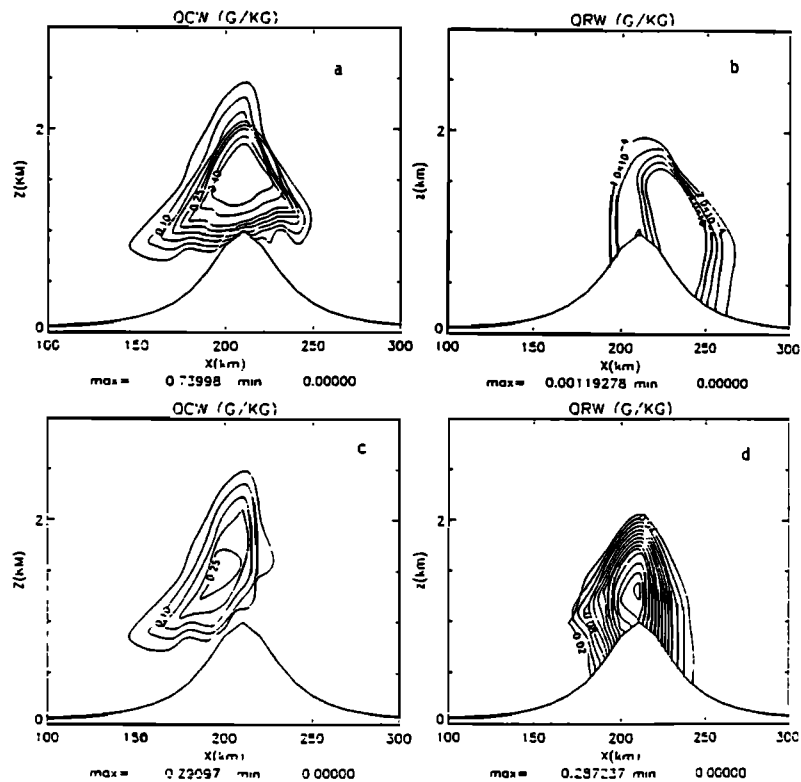 QCW (G/KG)
a
Z(KM)
2
0
0.10
0.25
0.40
100 150 200 250 300
X(km)
max= 0.73998 min 0.00000
QRW (G/KG)
b
Z(km)
2
0
100 150 200 250 300
X(km)
max= 0.00119278 min 0.00000
QCW (G/KG)
c
Z(KM)
2
0
0.10
0.25
100 150 200 250 300
X(km)
max= min 0.00000
QRW (G/KG)
d
Z(km)
2
0
0.02
100 150 200 250 300
X(km)
max= min 0.00000